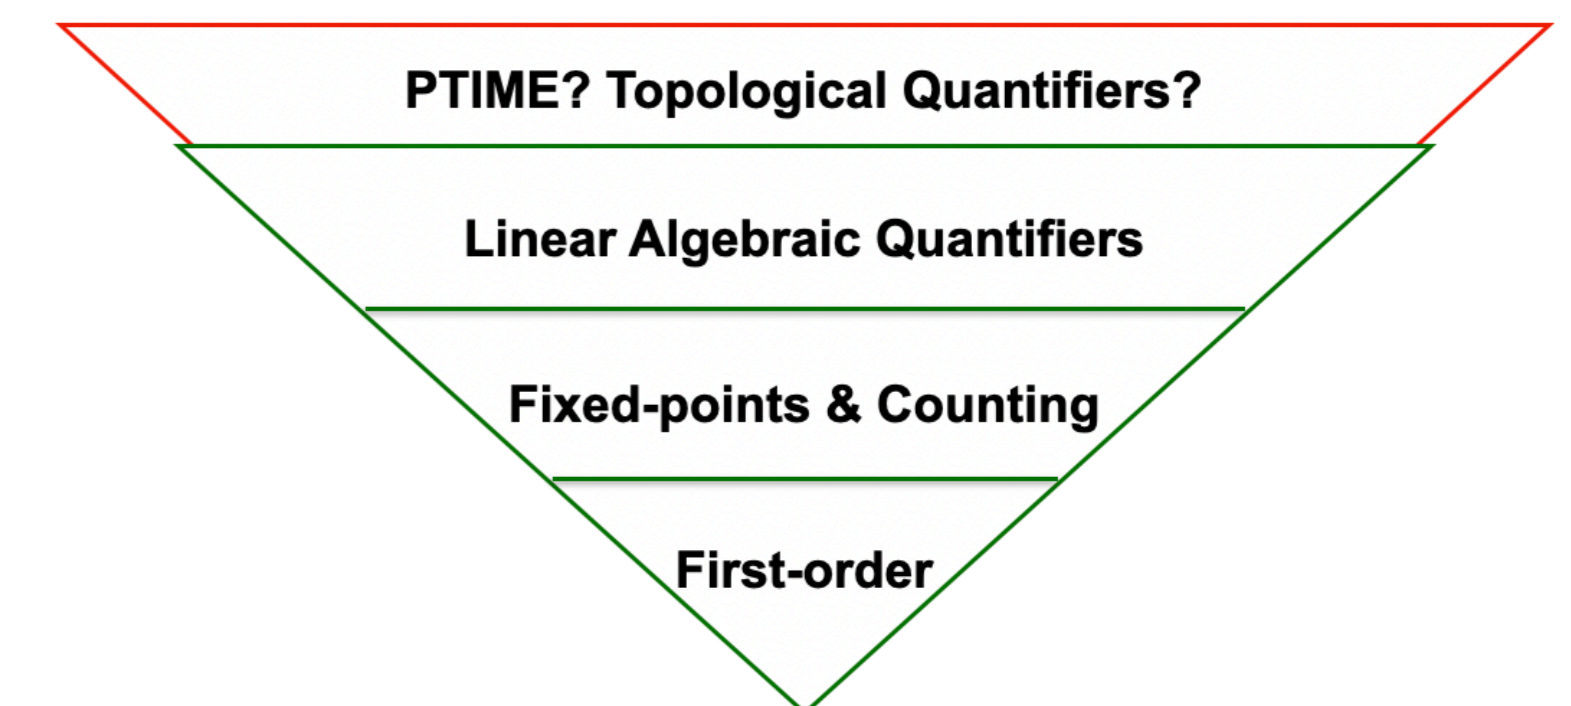 PTIME? Topological Quantifiers?
Linear Algebraic Quantifiers
Fixed-points & Counting
First-order